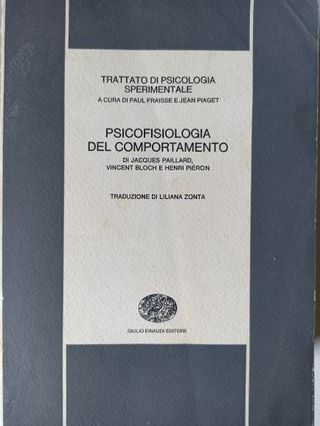 TRATTATO DI PSICOLOGIA
SPERIMENTALE
A CURA DI PAUL FRAISSE E JEAN PIAGET
PSICOFISIOLOGIA
DEL COMPORTAMENTO
DI JACQUES PAILLARD,
VINCENT BLOCH E HENRI PIÉRON
TRADUZIONE DI LILIANA ZONTA
GIULIO EINAUDI EDITORE